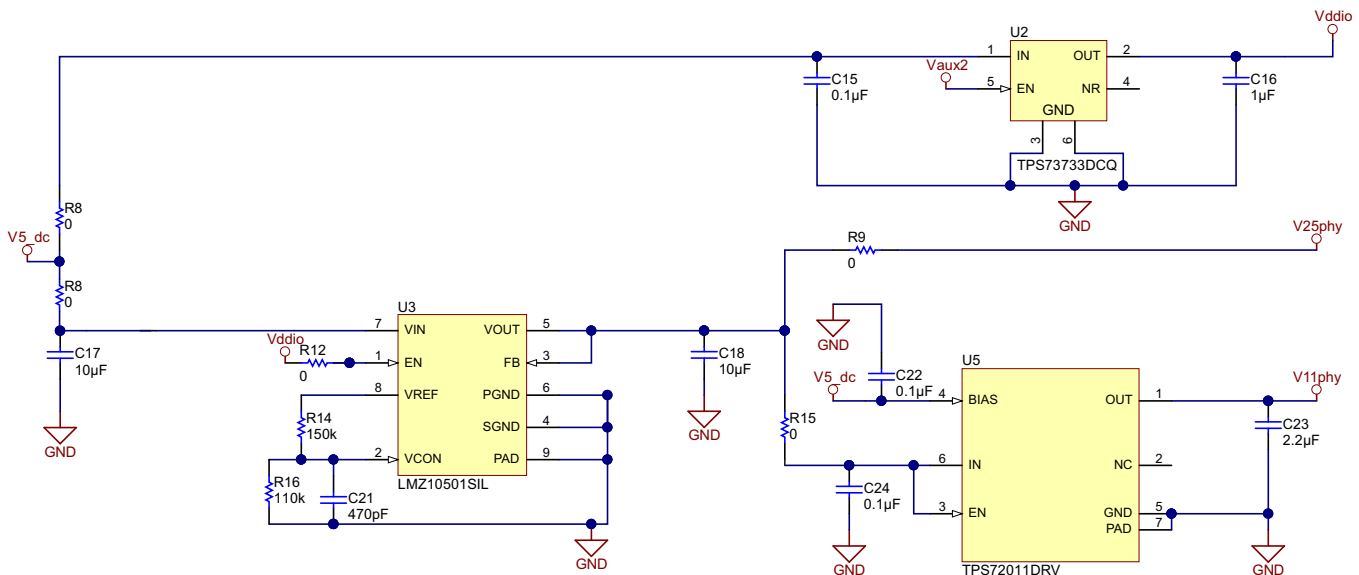 Vddio
U2
1
IN
OUT
2
Vaux2
C15
0.1µF
5
EN
NR
4
C16
1µF
GND
3
6
TPS73733DCQ
GND
R8
0
V5_dc
R8
0
R9
0
V25phy
U3
7
VIN
VOUT
5
Vddio
R12
0
1
EN
FB
3
C17
10µF
C18
10µF
GND
8
VREF
PGND
6
R14
150k
SGND
4
2
VCON
PAD
9
R16
110k
C21
470pF
LMZ10501SIL
GND
GND
GND
U5
V5_dc
C22
0.1µF
4
BIAS
OUT
1
V11phy
R15
0
C23
2.2µF
6
IN
NC
2
C24
0.1µF
3
EN
GND
5
PAD
7
TPS72011DRV
GND
GND